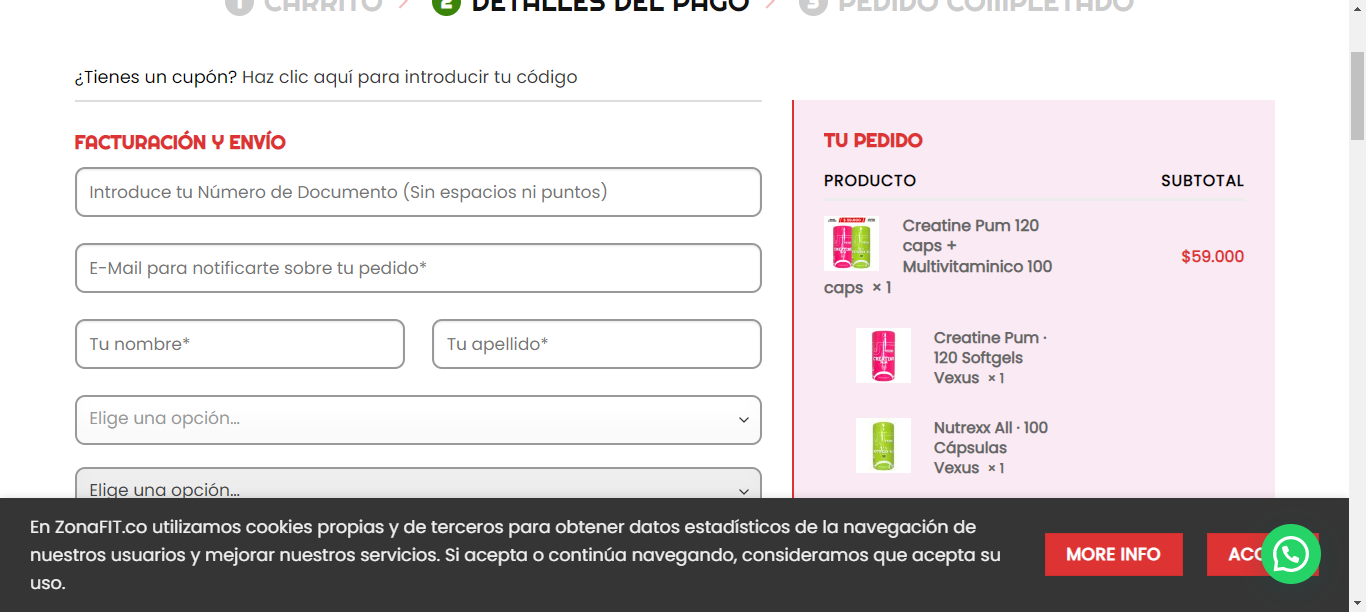 1 CARRITO
2 DETALLES DEL PAGO
3 PEDIDO COMPLETADO
¿Tienes un cupón? Haz clic aquí para introducir tu código
FACTURACIÓN Y ENVÍO
Introduce tu Número de Documento (Sin espacios ni puntos)
E-Mail para notificarte sobre tu pedido*
Tu nombre*
Tu apellido*
Elige una opción...
Elige una opción...
TU PEDIDO
PRODUCTO
SUBTOTAL
Creatine Pum 120
caps +
Multivitaminico 100
caps × 1
$59.000
Creatine Pum ·
120 Softgels
Vexus × 1
Nutrexx All · 100
Cápsulas
Vexus × 1
En ZonaFIT.co utilizamos cookies propias y de terceros para obtener datos estadísticos de la navegación de
nuestros usuarios y mejorar nuestros servicios. Si acepta o continúa navegando, consideramos que acepta su
uso.
MORE INFO